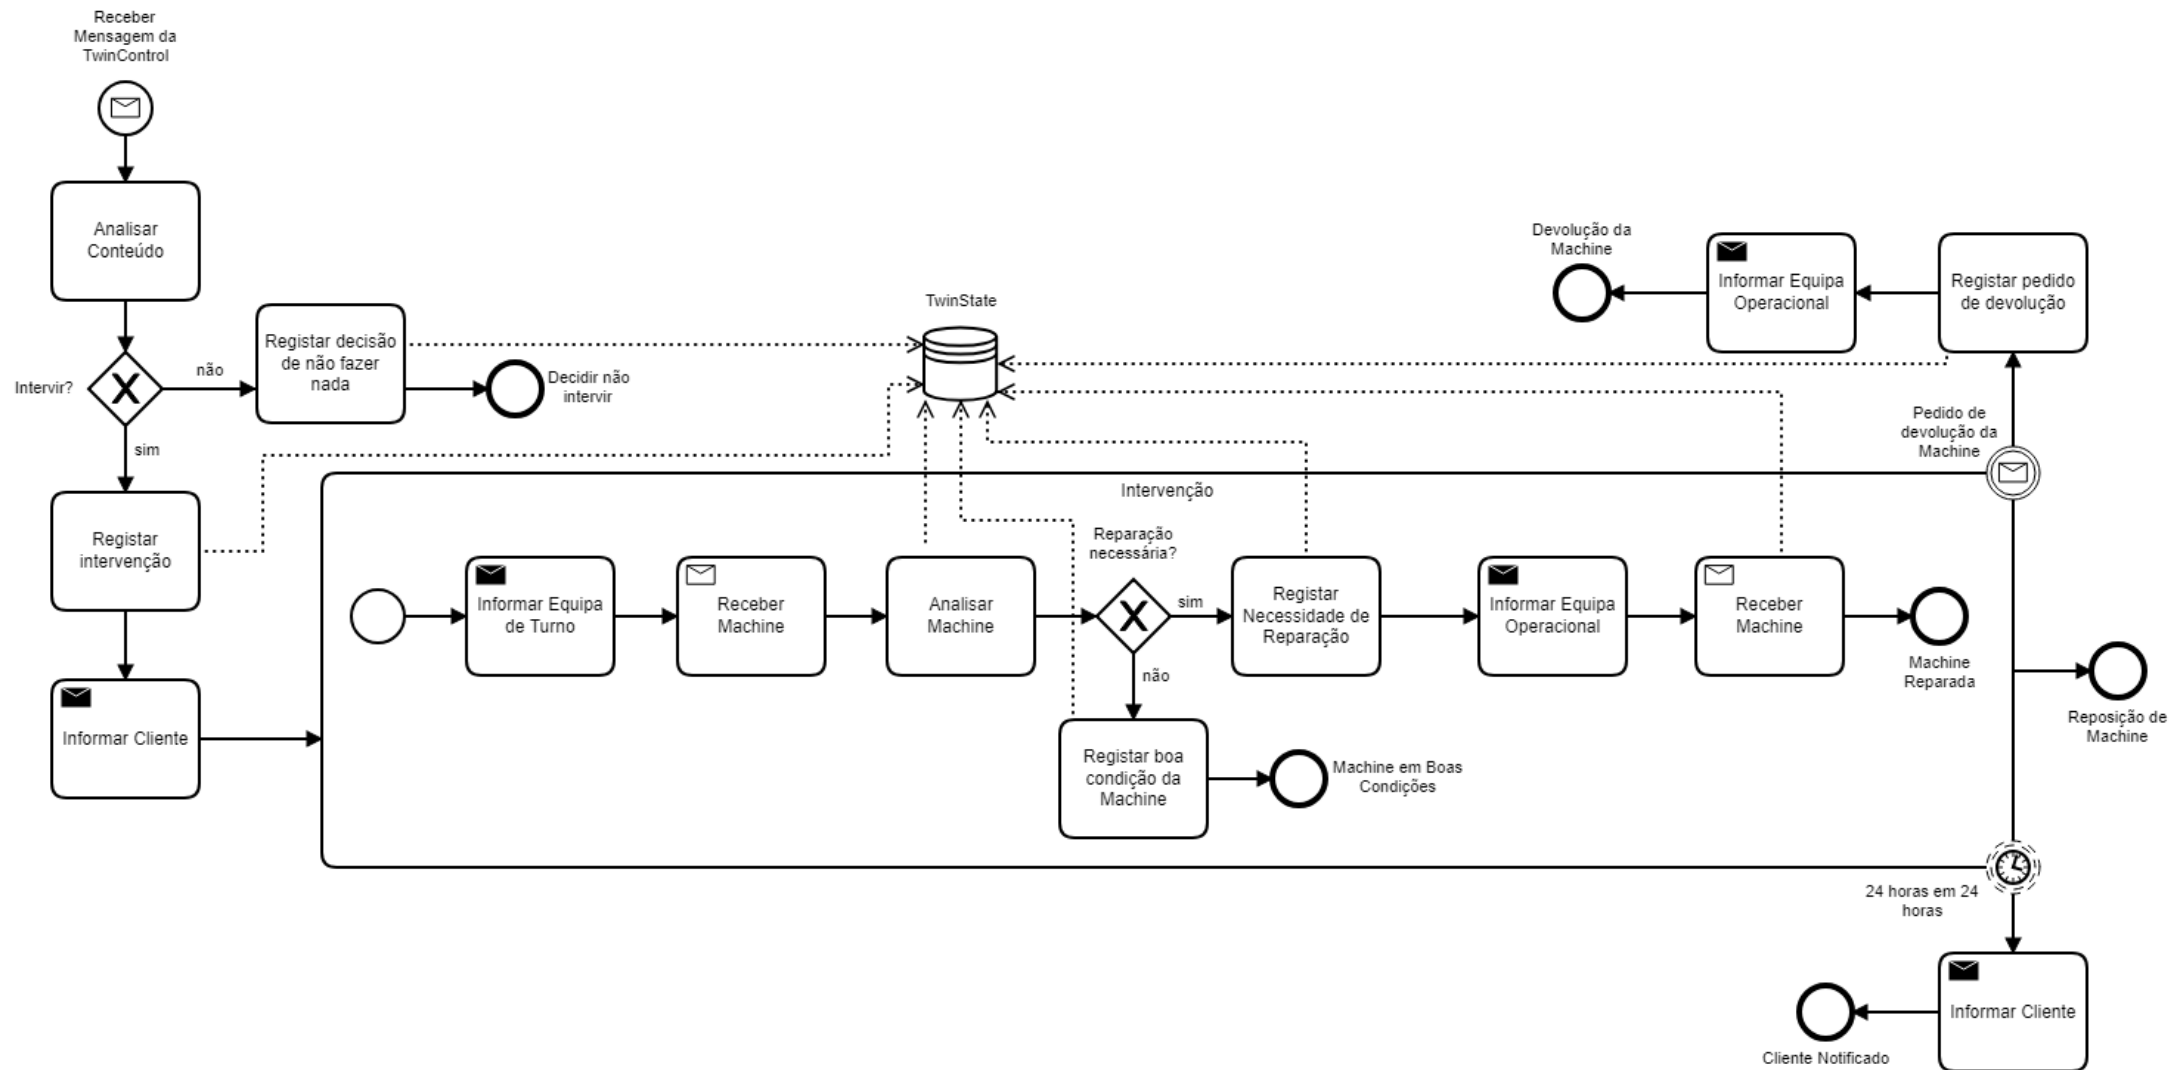 Receber
Mensagem da
TwinControl
Analisar
Conteúdo
Intervir?
não
sim
Registar decisão
de não fazer
nada
Decidir não
intervir
TwinState
Devolução da
Machine
Informar Equipa
Operacional
Registar pedido
de devolução
Pedido de
devolução da
Machine
Registar
intervenção
Informar Cliente
Intervenção
Informar Equipa
de Turno
Receber
Machine
Analisar
Machine
Reparação
necessária?
sim
não
Registar
Necessidade de
Reparação
Informar Equipa
Operacional
Receber
Machine
Machine
Reparada
Registar boa
condição da
Machine
Machine em Boas
Condições
Reposição de
Machine
24 horas em 24
horas
Informar Cliente
Cliente Notificado